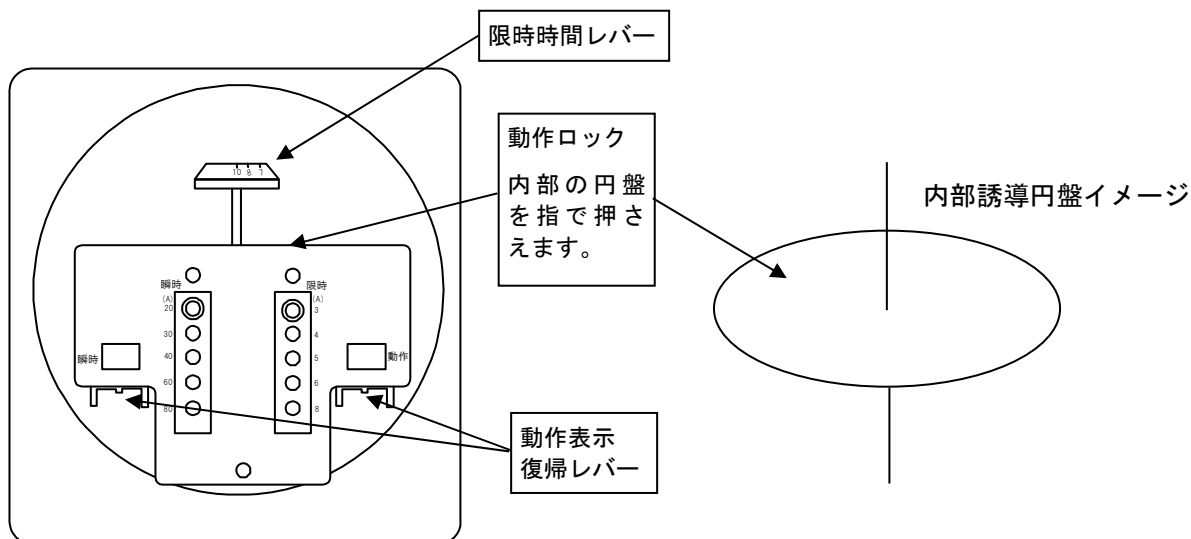 限時時間レバー
動作ロック
内部の円盤
を指で押さ
えます。
内部誘導円盤イメージ
10 8 7
瞬時
(A)
20
30
40
60
80
限時
(A)
3
4
5
6
8
瞬時
動作
動作表示
復帰レバー